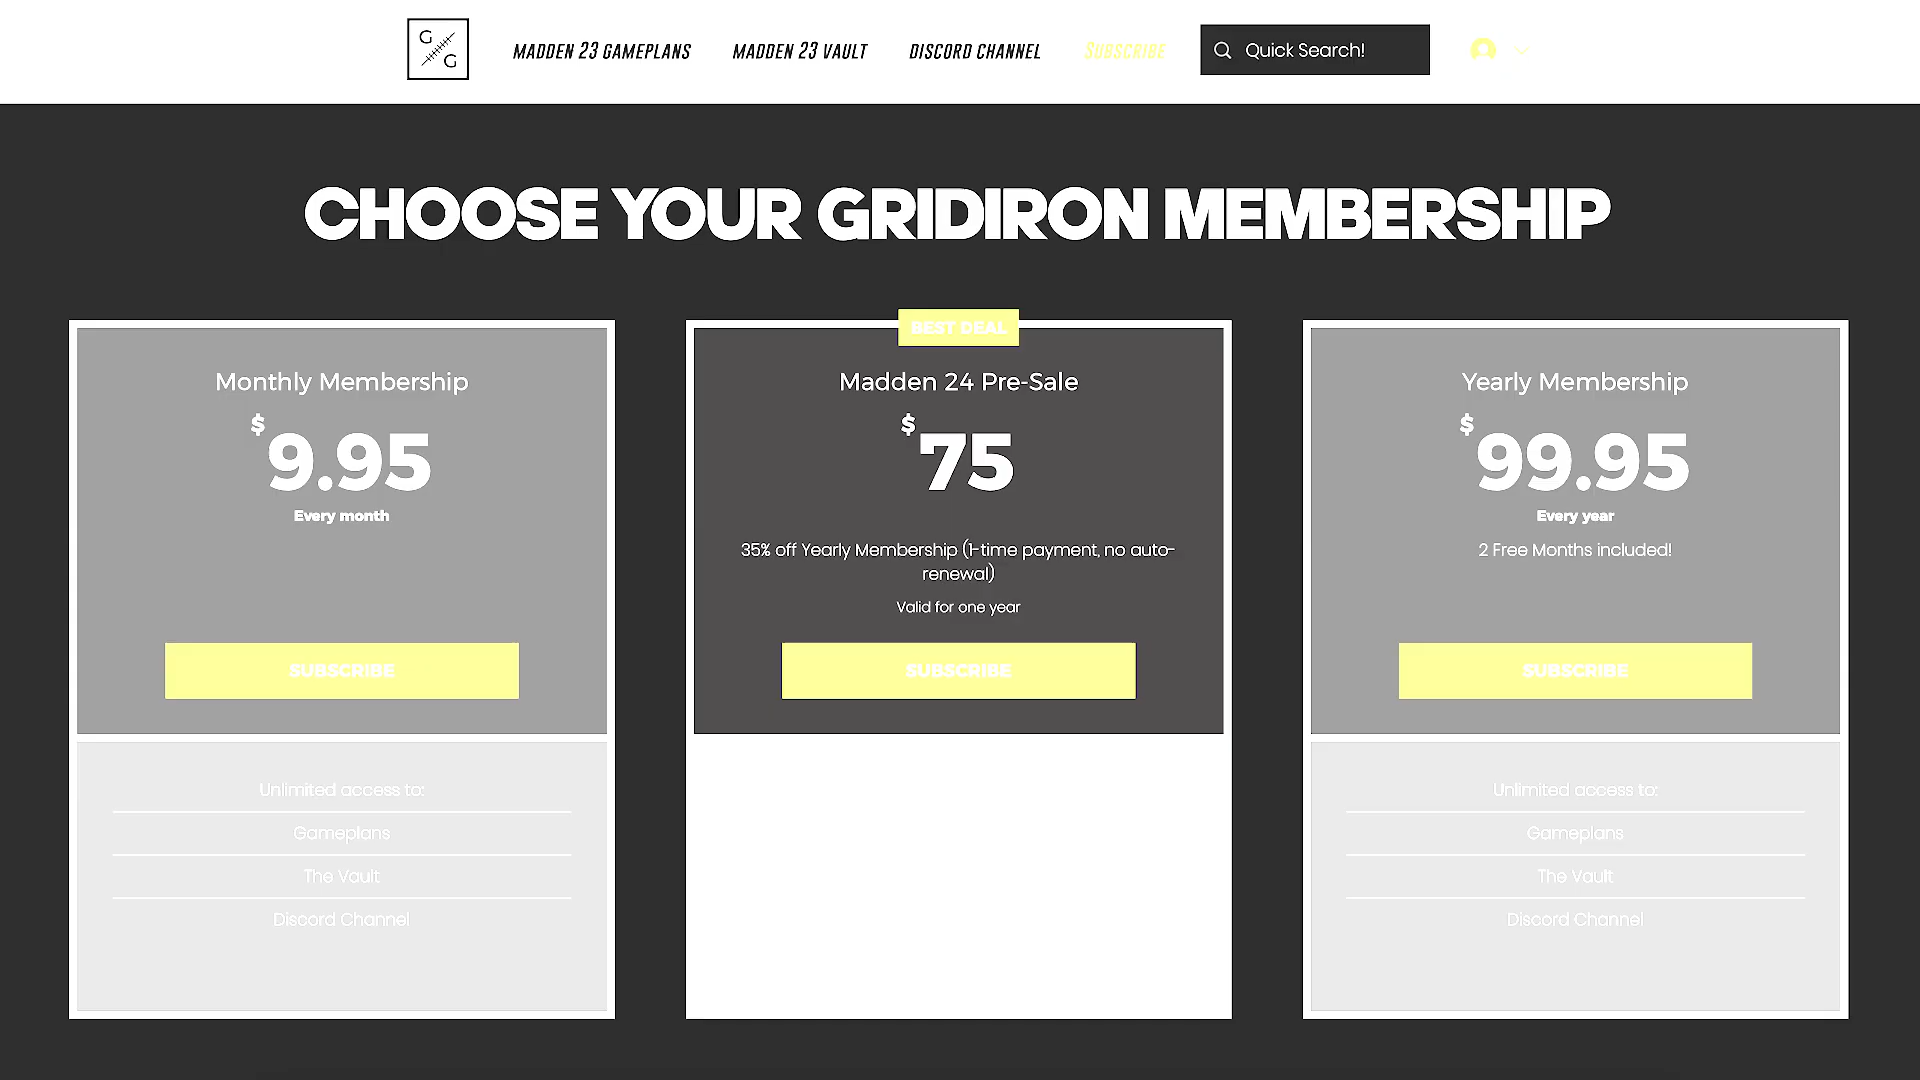 G
G
MADDEN 23 GAMEPLANS
MADDEN 23 VAULT
DISCORD CHANNEL
SUBSCRIBE
Quick Search!
CHOOSE YOUR GRIDIRON MEMBERSHIP
Monthly Membership
$
9.95
Every month
SUBSCRIBE
Unlimited access to:
Gameplans
The Vault
Discord Channel
BEST DEAL
Madden 24 Pre-Sale
$
75
35% off Yearly Membership (1-time payment, no auto-
renewal)
Valid for one year
SUBSCRIBE
Yearly Membership
$
99.95
Every year
2 Free Months included!
SUBSCRIBE
Unlimited access to:
Gameplans
The Vault
Discord Channel